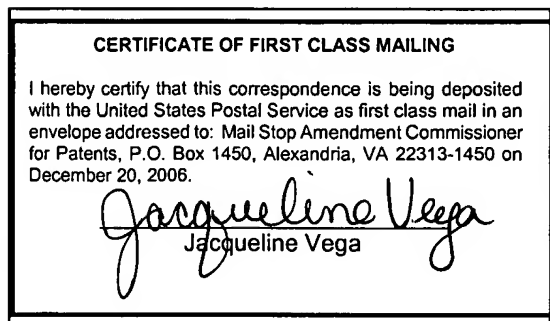 CERTIFICATE OF FIRST CLASS MAILING
I hereby certify that this correspondence is being deposited
with the United States Postal Service as first class mail in an
envelope addressed to: Mail Stop Amendment Commissioner
for Patents, P.O. Box 1450, Alexandria, VA 22313-1450 on
December 20, 2006.
Jacqueline Vega
Jacqueline Vega